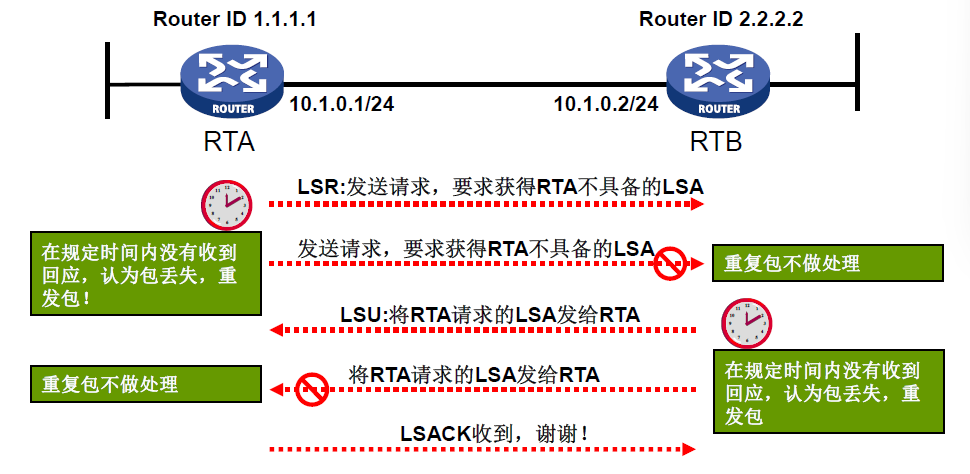 Router ID 1.1.1.1
Router ID 2.2.2.2
ROUTER
ROUTER
10.1.0.1/24
10.1.0.2/24
RTA
RTB
LSR:发送请求，要求获得RTA不具备的LSA
在规定时间内没有收到
回应，认为包丢失，重
发包！
发送请求，要求获得RTA不具备的LSA
重复包不做处理
LSU:将RTA请求的LSA发给RTA
重复包不做处理
将RTA请求的LSA发给RTA
在规定时间内没有收到
回应，认为包丢失，重
发包
LSACK收到，谢谢！